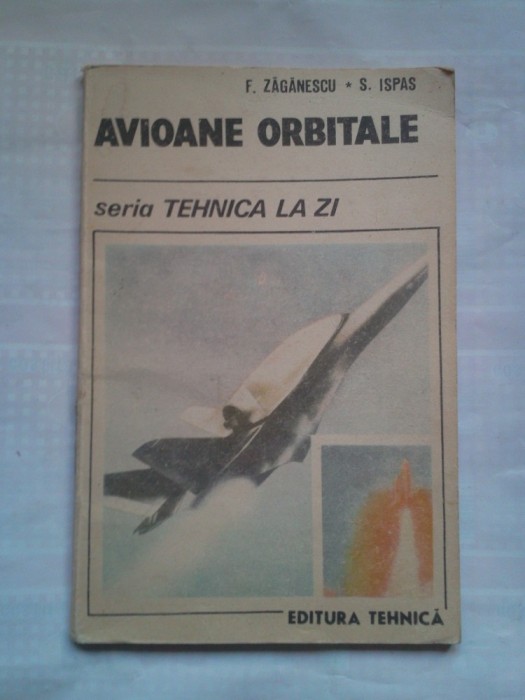 F. ZĂGĂNESCU * S. ISPAS
AVIOANE ORBITALE
seria TEHNICA LA ZI
EDITURA TEHNICĂ